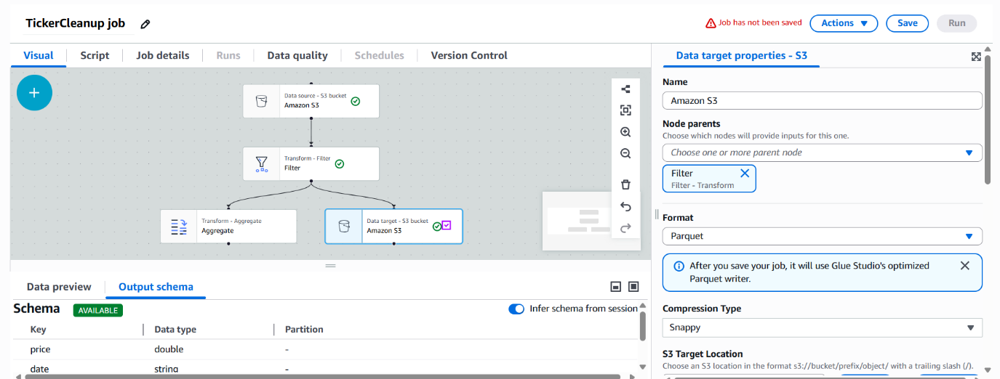 TickerCleanup job
Job has not been saved
Actions
Save
Run
Visual
Script
Job details
Runs
Data quality
Schedules
Version Control
Data source - S3 bucket
Amazon S3
Transform - Filter
Filter
Transform - Aggregate
Aggregate
Data target - S3 bucket
Amazon S3
Data preview
Output schema
Schema
AVAILABLE
Infer schema from session
Key
Data type
Partition
price
double
-
date
string
-
Data target properties - S3
Name
Amazon S3
Node parents
Choose which nodes will provide inputs for this one.
Choose one or more parent node
Filter
Filter - Transform
Format
Parquet
After you save your job, it will use Glue Studio's optimized
Parquet writer.
Compression Type
Snappy
S3 Target Location
Choose an S3 location in the format s3://bucket/prefix/object/ with a trailing slash (/).